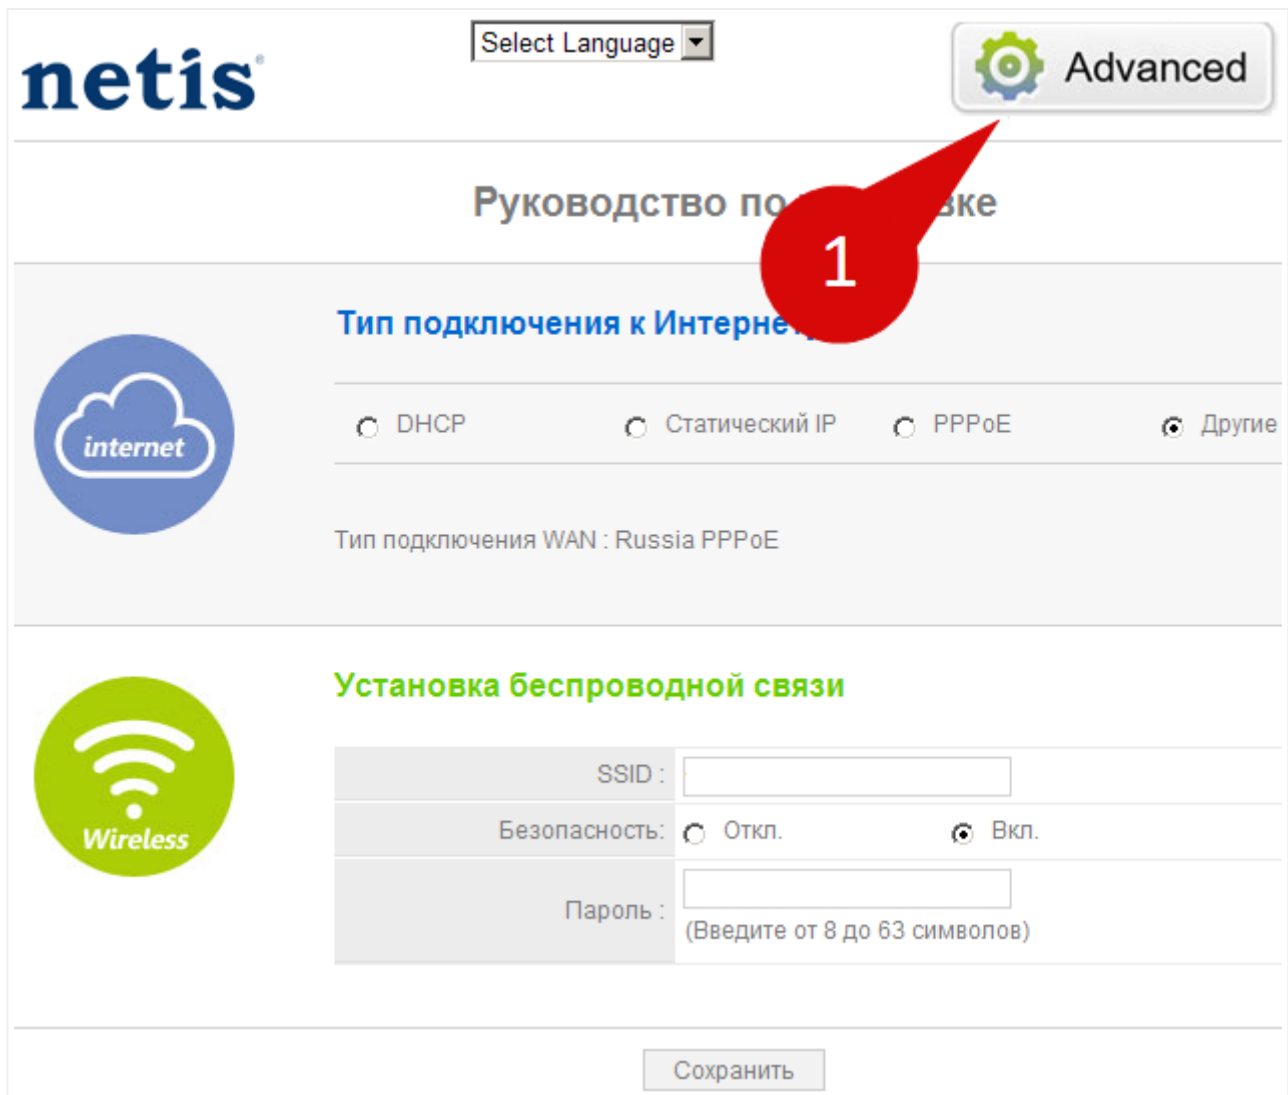 netis®
Select Language
Advanced
Руководство по вке
1
Тип подключения к Интернет
internet
DHCP
Статический IP
PPPoE
Другие
Тип подключения WAN : Russia PPPoE
Установка беспроводной связи
Wireless
SSID :
Безопасность:
Откл.
Вкл.
Пароль :
(Введите от 8 до 63 символов)
Сохранить